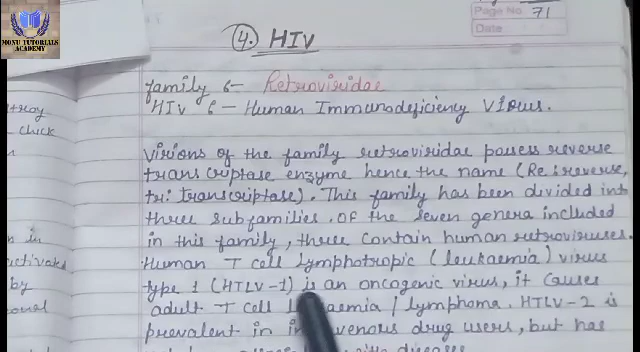 MONU TUTORIALS
ACADEMY
Page No. 71
Date
4. HIV
family :- Retroviridae
HIV :- Human Immunodeficiency Virus.
chick
Virions of the family retroviridae possess reverse
transcriptase enzyme hence the name (Re: reverse,
tr: transcriptase). This family has been divided
into three subfamilies. Of the seven genera included
in this family, three contain human retroviruses.
Human T cell lymphotropic (leukaemia) virus
by type 1 (HTLV-1) is an oncogenic virus, it causes
adult T cell / lymphoma. HTLV-2 is
prevalent in drug users, but has